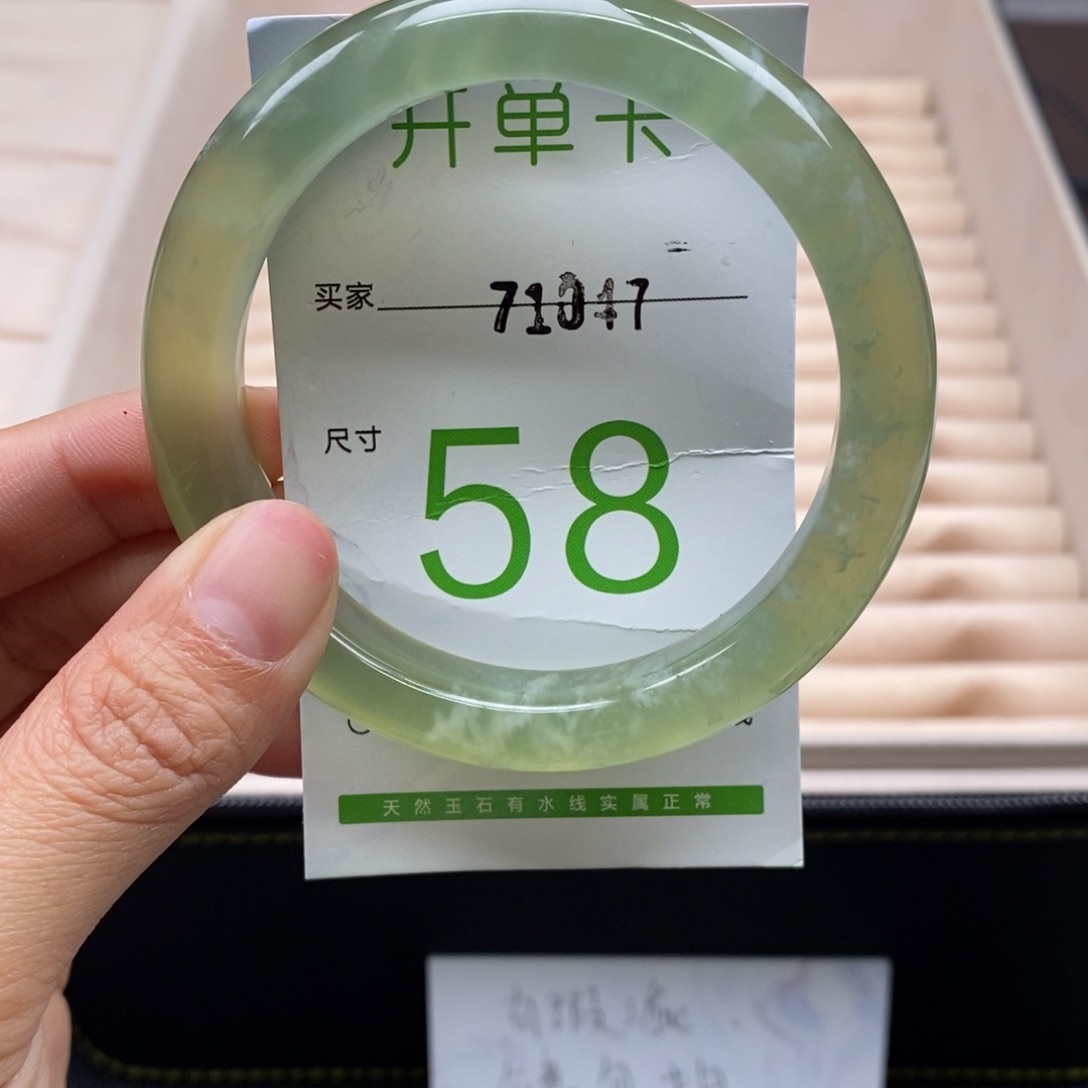 开单卡
买家 71017
尺寸 58
天然玉石有水线实属正常